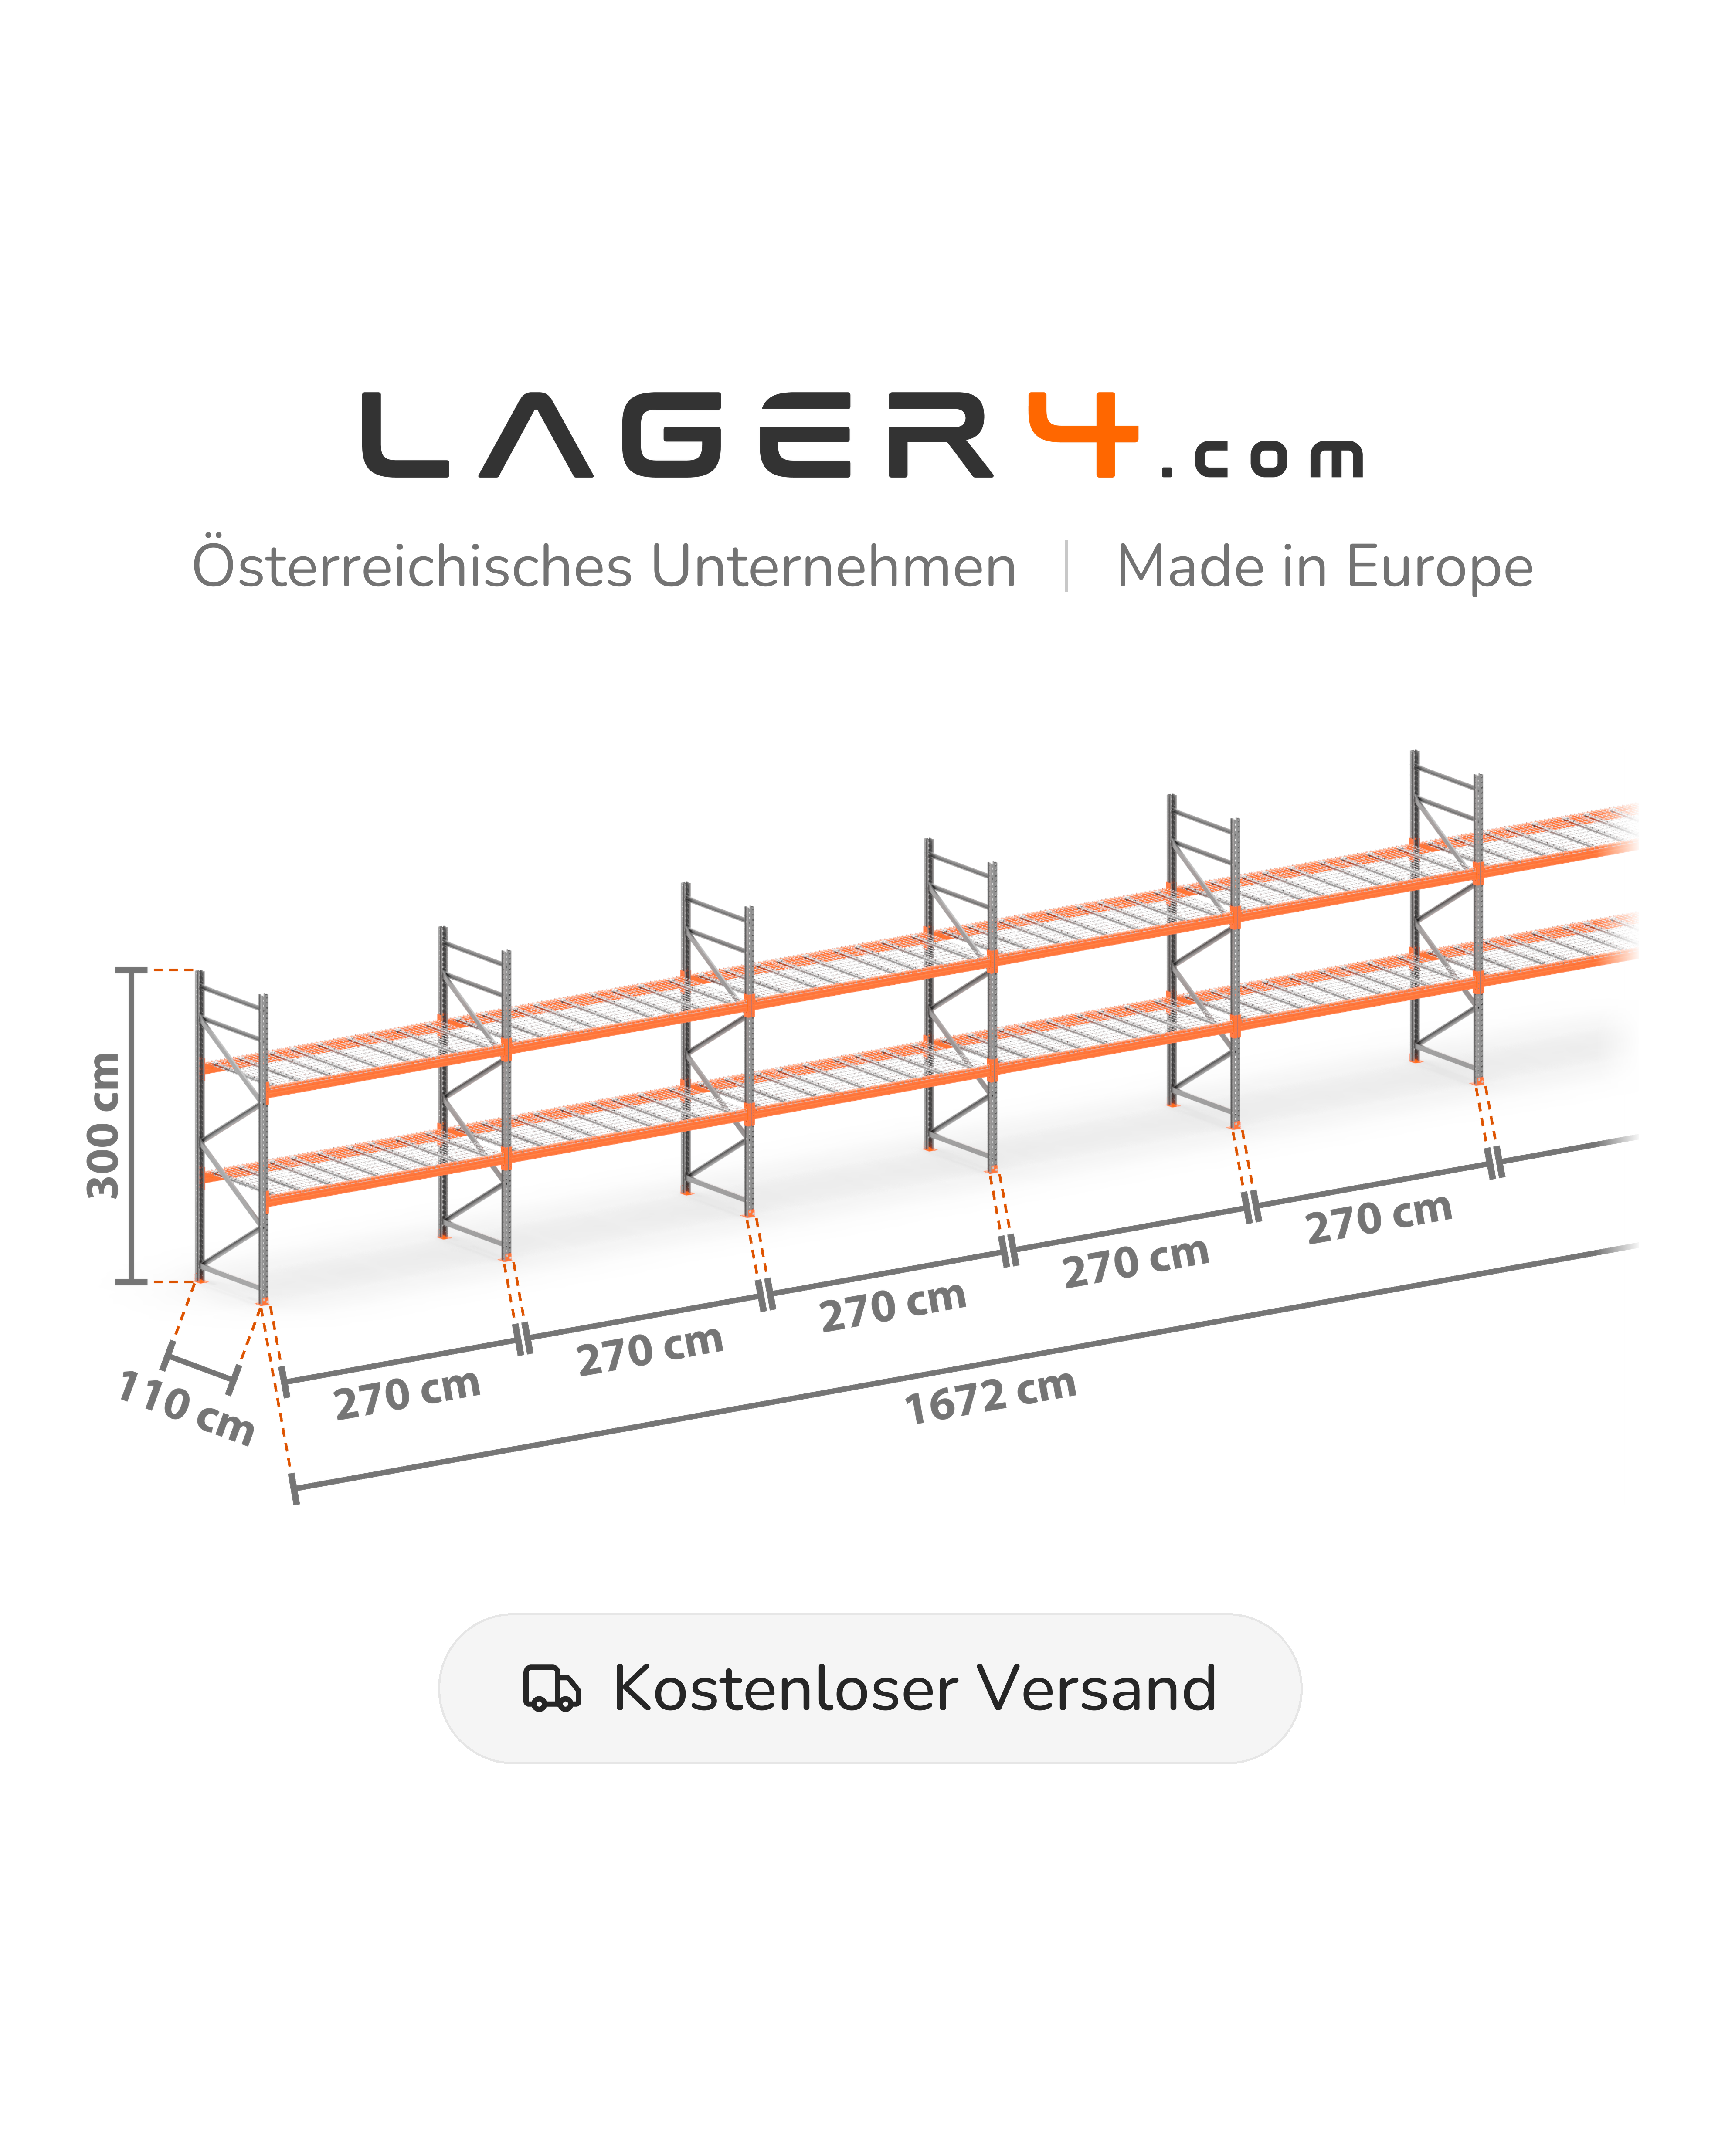 LAGER4.com
Österreichisches Unternehmen | Made in Europe
300 cm
110 cm
270 cm
270 cm
270 cm
270 cm
270 cm
1672 cm
Kostenloser Versand